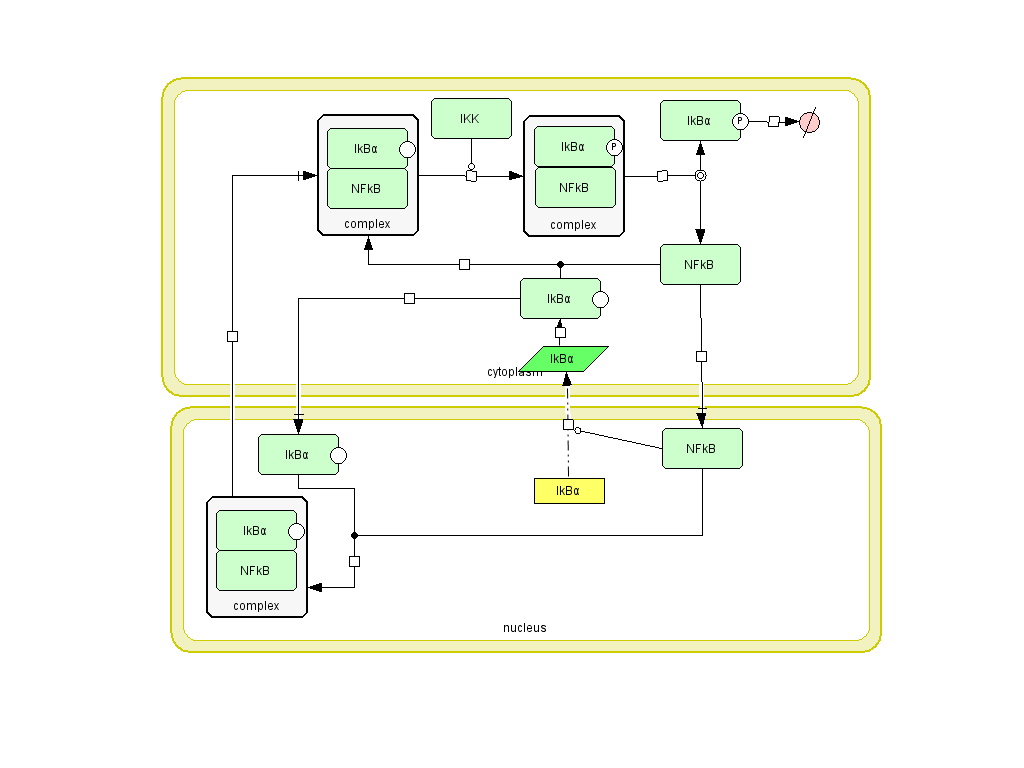 IKK
IkBα
P
IkBα
NFkB
complex
IkBα
P
NFkB
complex
NFkB
IkBα
IkBα
cytoplasm
IkBα
NFkB
IkBα
IkBα
NFkB
complex
nucleus